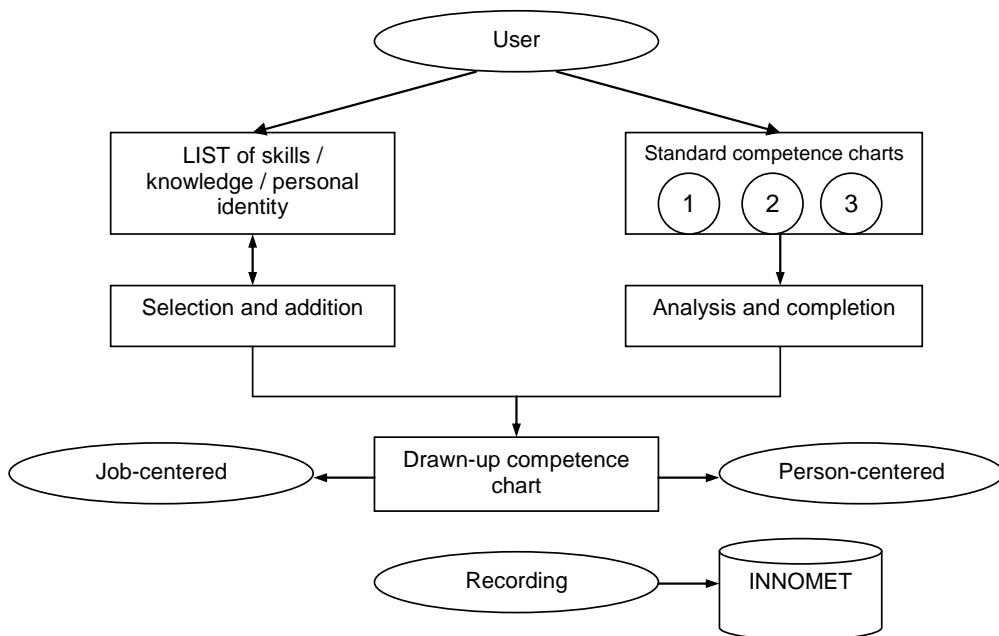 User
LIST of skills /
knowledge / personal
identity
Standard competence charts
1 2 3
Selection and addition
Analysis and completion
Job-centered
Drawn-up competence
chart
Person-centered
Recording
INNOMET